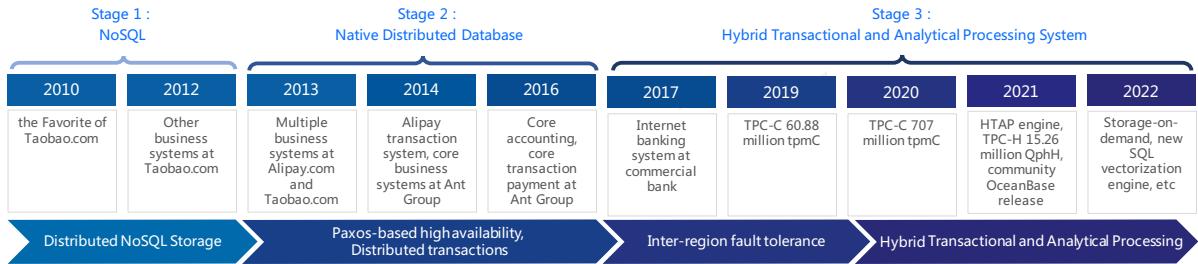 Stage 1 :
NoSQL
Stage 2 :
Native Distributed Database
Stage 3 :
Hybrid Transactional and Analytical Processing System
2010
the Favorite of
Taobao.com
2012
Other
business
systems at
Taobao.com
2013
Multiple
business
systems at
Alipay.com
and
Taobao.com
2014
Alipay
transaction
system, core
business
systems at Ant
Group
2016
Core
accounting,
core
transaction
payment at
Ant Group
2017
Internet
banking
system at
commercial
bank
2019
TPC-C 60.88
million tpmC
2020
TPC-C 707
million tpmC
2021
HTAP engine,
TPC-H 15.26
million QphH,
community
OceanBase
release
2022
Storage-on-
demand, new
SQL
vectorization
engine, etc
Distributed NoSQL Storage
Paxos-based high availability,
Distributed transactions
Inter-region fault tolerance
Hybrid Transactional and Analytical Processing